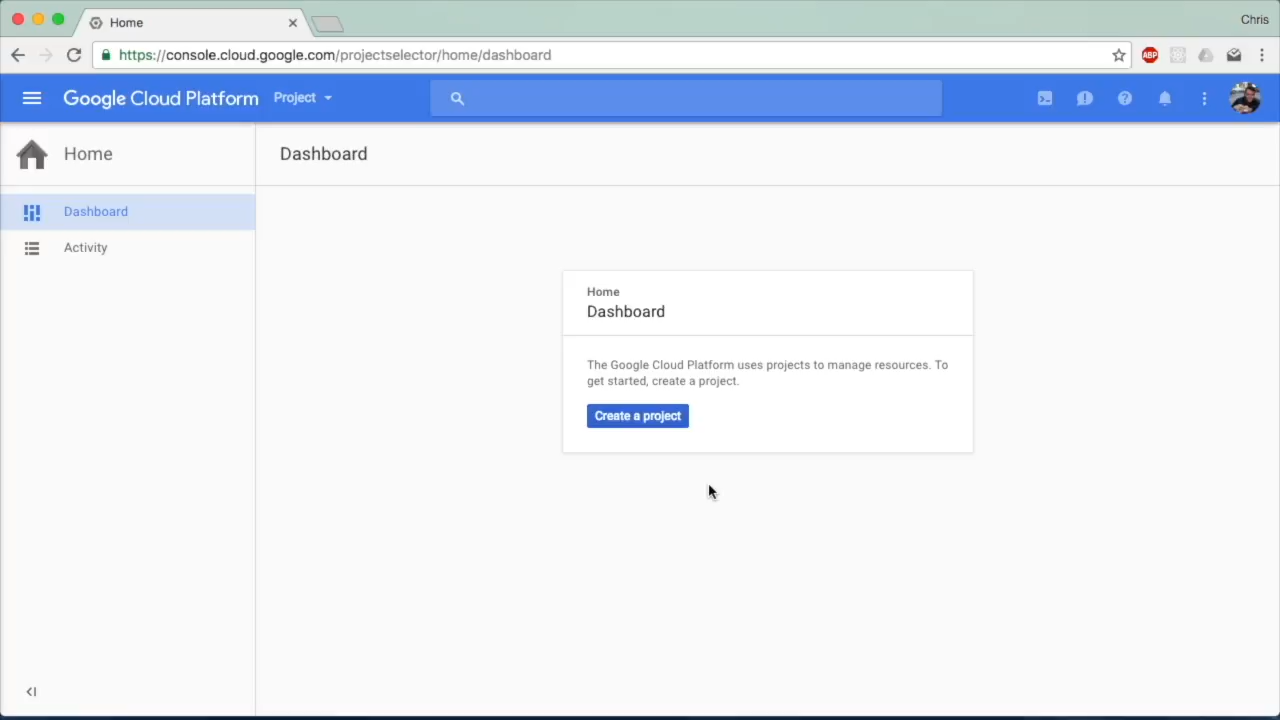 Home
Chris
https://console.cloud.google.com/projectselector/home/dashboard
ABP
Google Cloud Platform
Project
Home
Dashboard
Dashboard
Activity
Home
Dashboard
The Google Cloud Platform uses projects to manage resources. To
get started, create a project.
Create a project